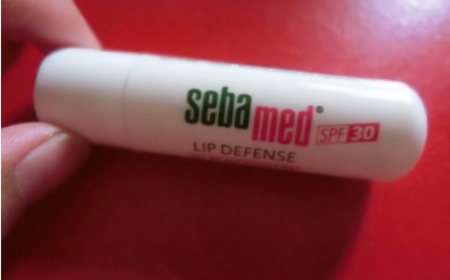 sebamed® SPF 30
LIP DEFENSE